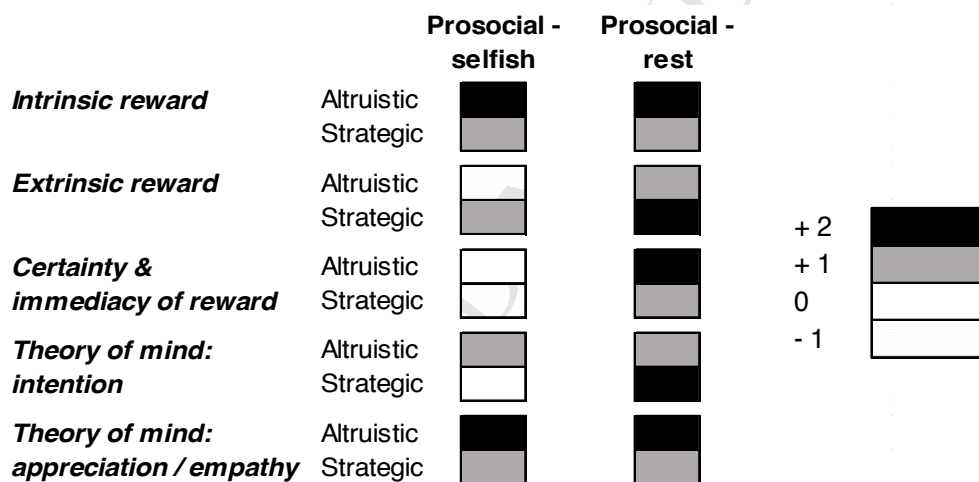 Prosocial - Prosocial -
selfish rest
Intrinsic reward Altruistic
Strategic
Extrinsic reward Altruistic
Strategic
+ 2
Certainty & Altruistic + 1
immediacy of reward Strategic 0
- 1
Theory of mind: Altruistic
intention Strategic
Theory of mind: Altruistic
appreciation / empathy Strategic